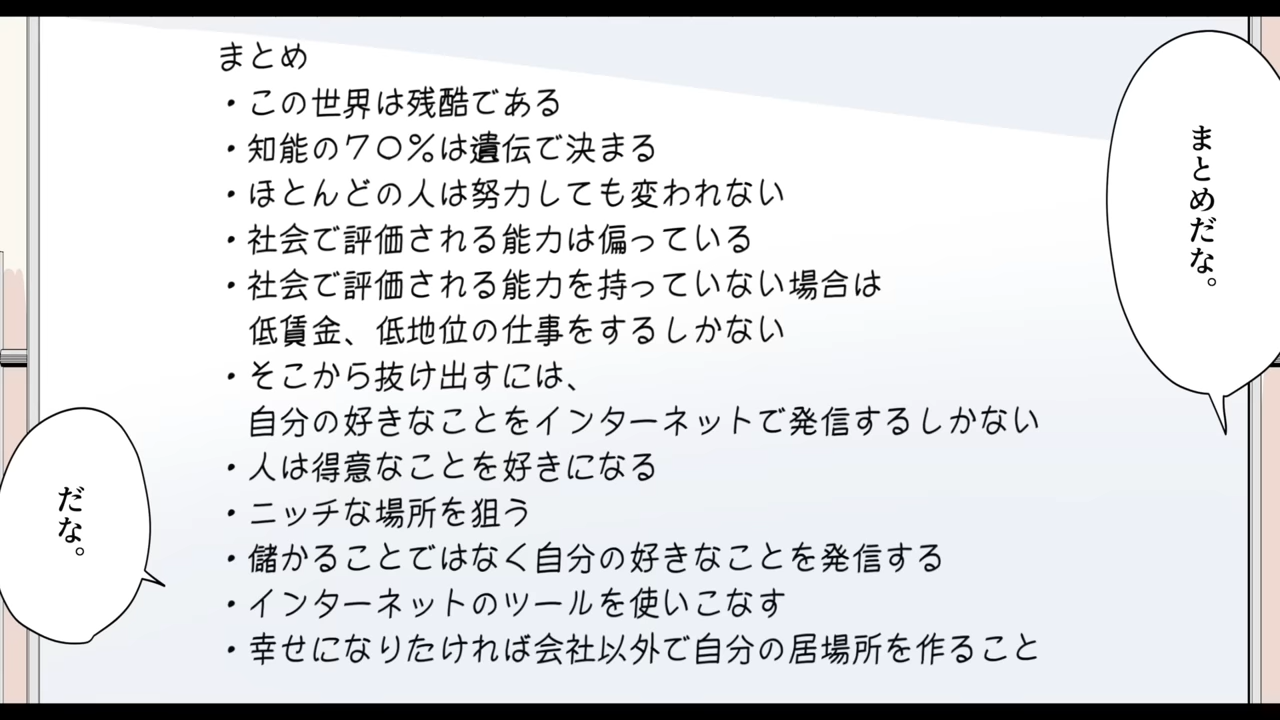 まとめ
・この世界は残酷である
・知能の７０％は遺伝で決まる
・ほとんどの人は努力しても変われない
・社会で評価される能力は偏っている
・社会で評価される能力を持っていない場合は
低賃金、低地位の仕事をするしかない
・そこから抜け出すには、
自分の好きなことをインターネットで発信するしかない
・人は得意なことを好きになる
・ニッチな場所を狙う
・儲かることではなく自分の好きなことを発信する
・インターネットのツールを使いこなす
・幸せになりたければ会社以外で自分の居場所を作ること
まとめだな。
だな。